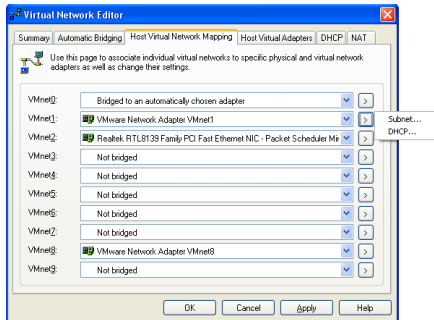 Virtual Network Editor
Summary Automatic Bridging Host Virtual Network Mapping Host Virtual Adapters DHCP NAT
Use this page to associate individual virtual networks to specific physical and virtual network
adapters as well as change their settings.
VMnet0: Bridged to an automatically chosen adapter >
VMnet1: VMware Network Adapter VMnet1 > Subnet...
DHCP...
VMnet2: Realtek RTL8139 Family PCI Fast Ethernet NIC - Packet Scheduler Mir >
VMnet3: Not bridged >
VMnet4: Not bridged >
VMnet5: Not bridged >
VMnet6: Not bridged >
VMnet7: Not bridged >
VMnet8: VMware Network Adapter VMnet8 >
VMnet9: Not bridged >
OK Cancel Apply Help